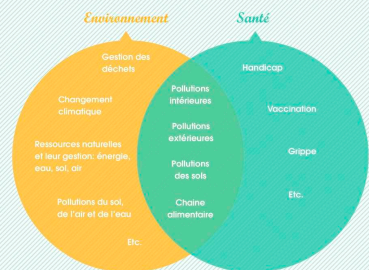 Environnement
Santé
Gestion des
déchets
Changement
climatique
Ressources naturelles
et leur gestion: énergie,
eau, sol, air
Pollutions du sol,
de l'air et de l'eau
Etc.
Pollutions
intérieures
Pollutions
extérieures
Pollutions
des sols
Chaine
alimentaire
Handicap
Vaccination
Grippe
Etc.